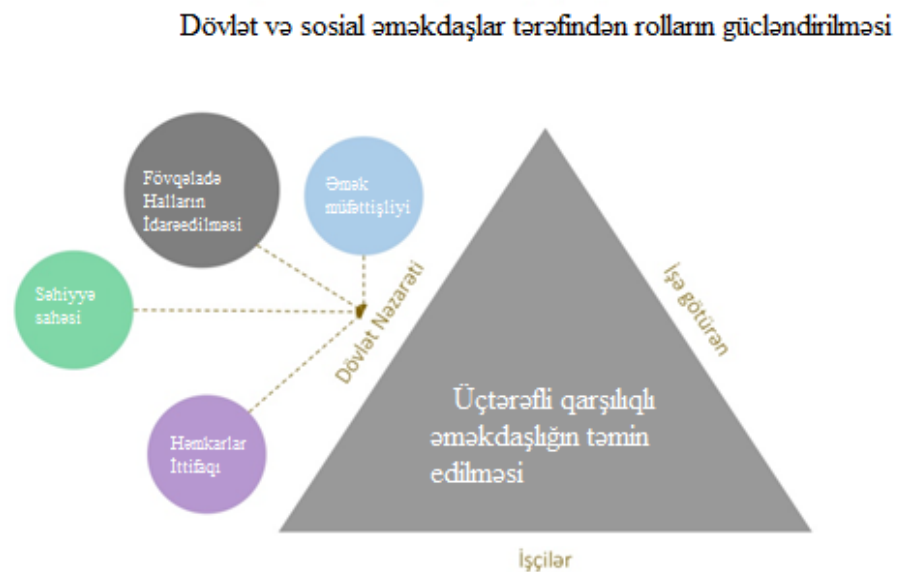 Dövlət və sosial əməkdaşlar tərəfindən rolların gücləndirilməsi
Fövqəladə
Halların
İdarəedilməsi
Əmək
müfəttişliyi
Səhiyyə
sahəsi
Dövlət Nəzarəti
İşə götürən
Həmkarlar
İttifaqı
Üçtərəfli qarşılıqlı
əməkdaşlığın təmin
edilməsi
İşçilər